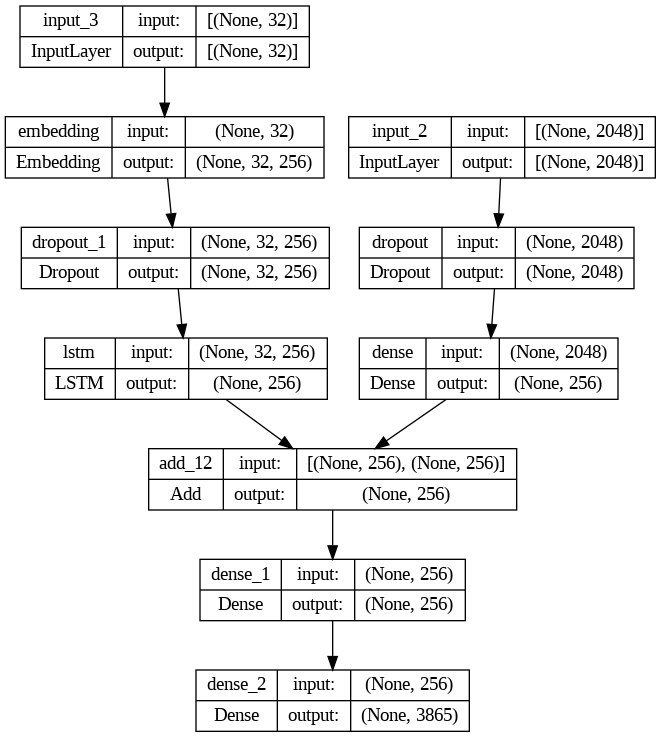 input_3 input: [(None, 32)]
InputLayer output: [(None, 32)]
embedding input: (None, 32)
Embedding output: (None, 32, 256)
input_2 input: [(None, 2048)]
InputLayer output: [(None, 2048)]
dropout_1 input: (None, 32, 256)
Dropout output: (None, 32, 256)
dropout input: (None, 2048)
Dropout output: (None, 2048)
lstm input: (None, 32, 256)
LSTM output: (None, 256)
dense input: (None, 2048)
Dense output: (None, 256)
add_12 input: [(None, 256), (None, 256)]
Add output: (None, 256)
dense_1 input: (None, 256)
Dense output: (None, 256)
dense_2 input: (None, 256)
Dense output: (None, 3865)